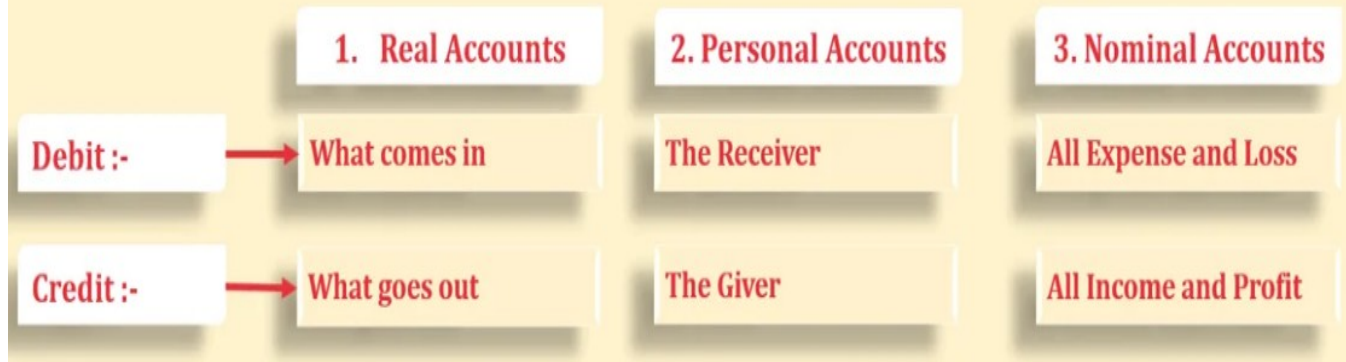 1. Real Accounts
2. Personal Accounts
3. Nominal Accounts
Debit :-
What comes in
The Receiver
All Expense and Loss
Credit :-
What goes out
The Giver
All Income and Profit